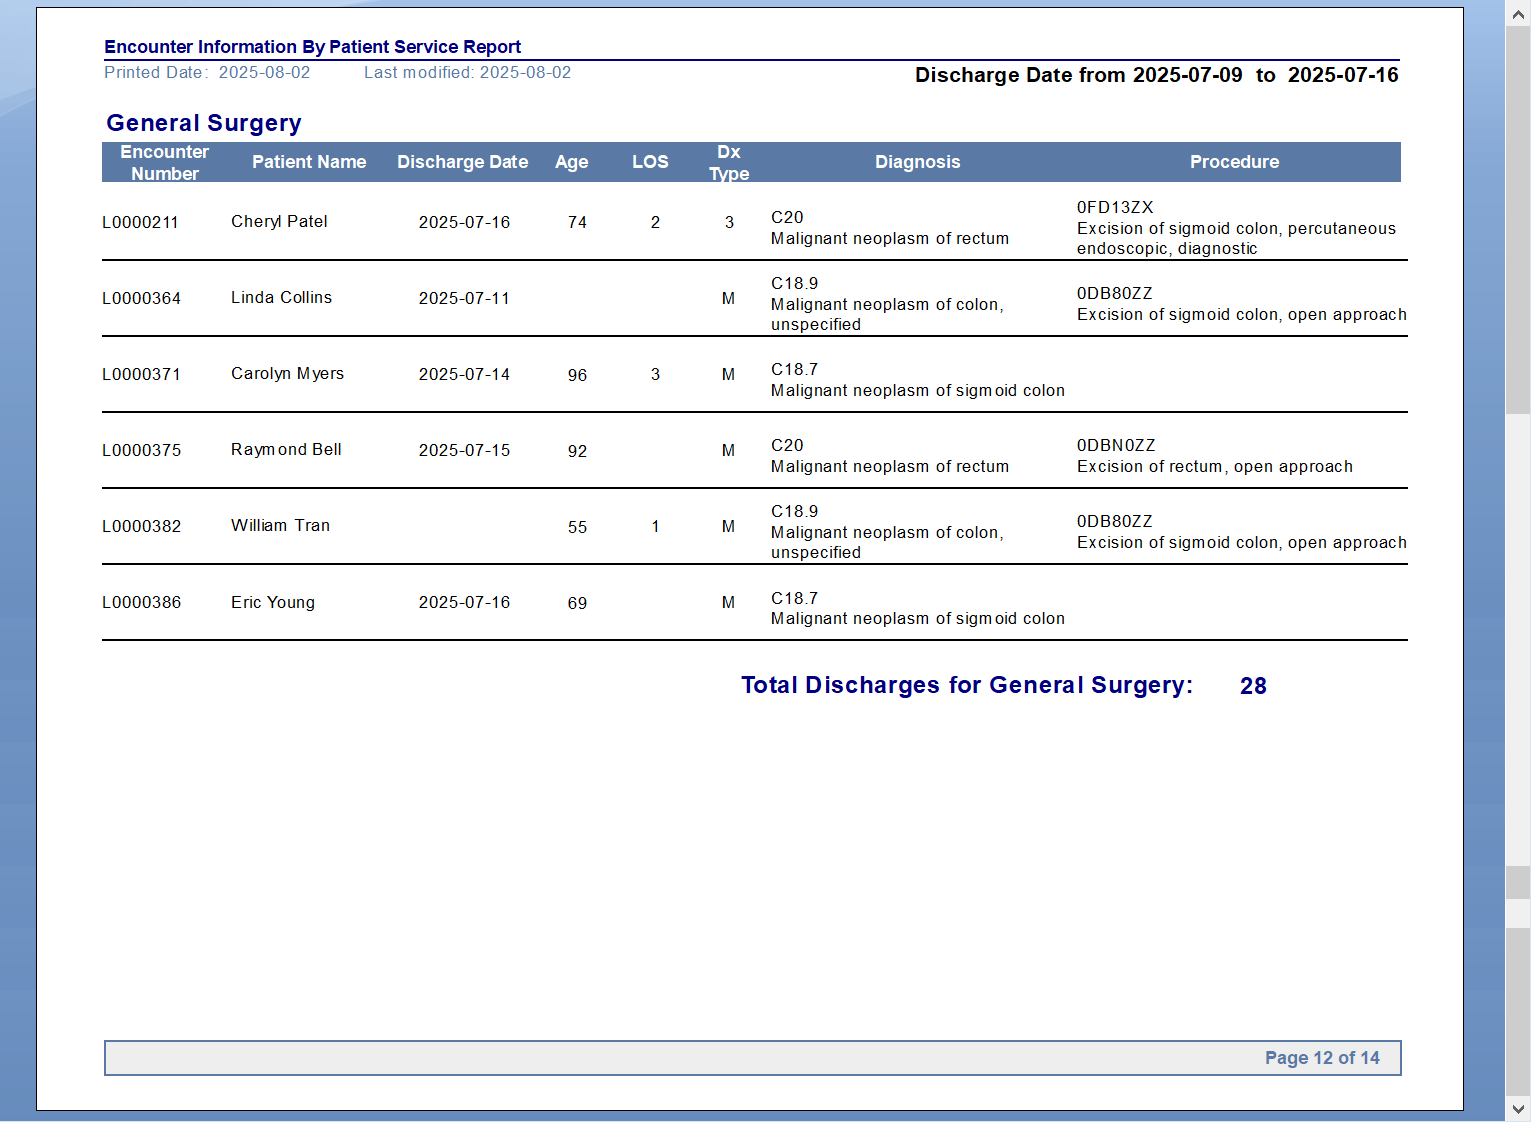 Encounter Information By Patient Service Report
Printed Date: 2025-08-02 Last modified: 2025-08-02 Discharge Date from 2025-07-09 to 2025-07-16
General Surgery
Encounter Number Patient Name Discharge Date Age LOS Dx Type Diagnosis Procedure
L0000211 Cheryl Patel 2025-07-16 74 2 3 C20 0FD13ZX
Malignant neoplasm of rectum Excision of sigmoid colon, percutaneous
endoscopic, diagnostic
L0000364 Linda Collins 2025-07-11 M C18.9 0DB80ZZ
Malignant neoplasm of colon, Excision of sigmoid colon, open approach
unspecified
L0000371 Carolyn Myers 2025-07-14 96 3 M C18.7
Malignant neoplasm of sigmoid colon
L0000375 Raymond Bell 2025-07-15 92 M C20 0DBN0ZZ
Malignant neoplasm of rectum Excision of rectum, open approach
L0000382 William Tran 55 1 M C18.9 0DB80ZZ
Malignant neoplasm of colon, Excision of sigmoid colon, open approach
unspecified
L0000386 Eric Young 2025-07-16 69 M C18.7
Malignant neoplasm of sigmoid colon
Total Discharges for General Surgery: 28
Page 12 of 14